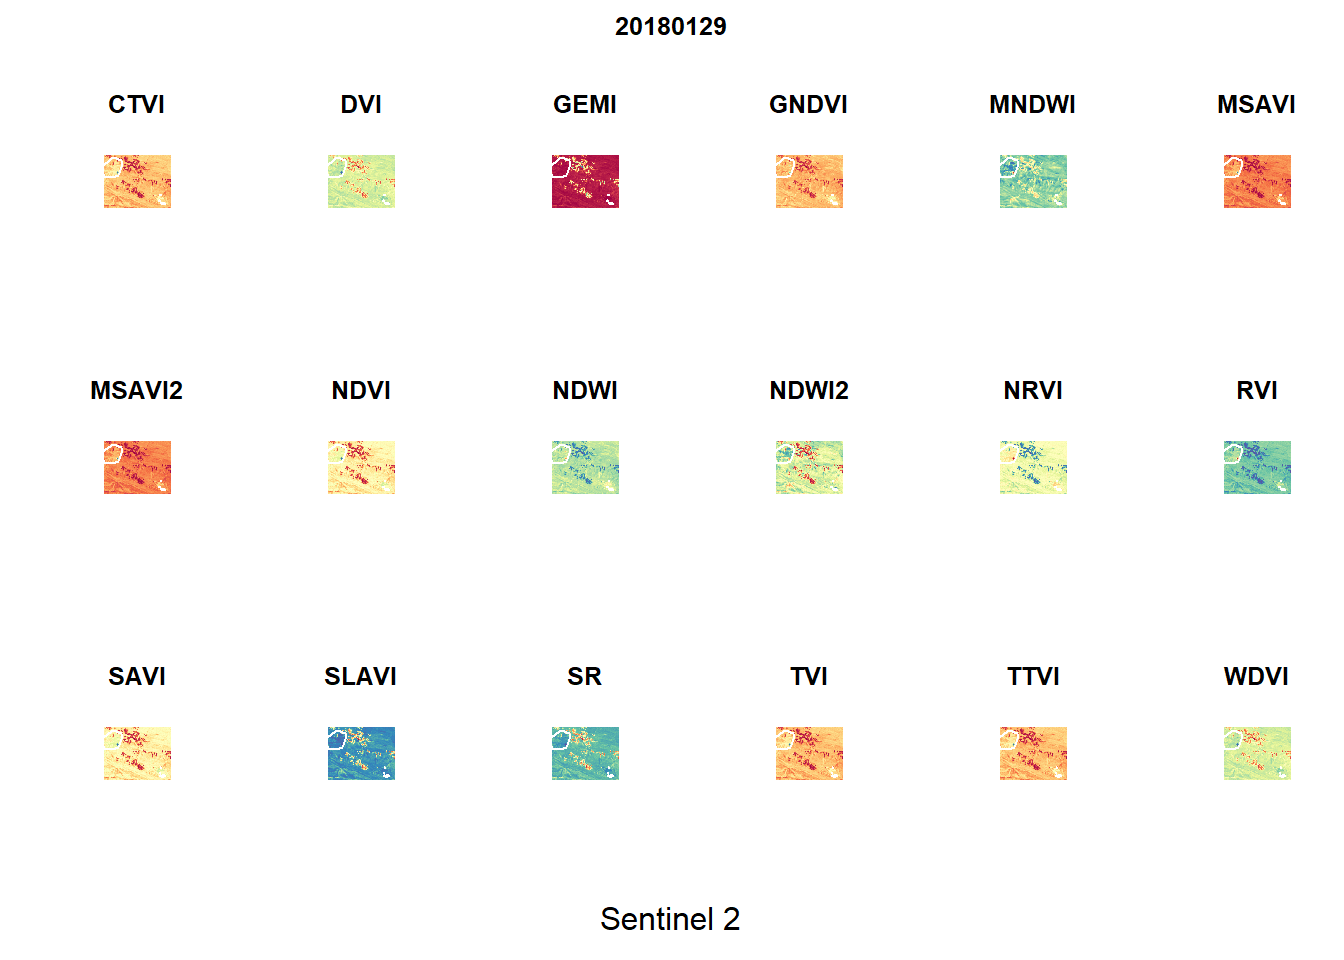 20180129
CTVI DVI GEMI GNDVI MNDWI MSAVI
MSAVI2 NDVI NDWI NDWI2 NRVI RVI
SAVI SLAVI SR TVI TTVI WDVI
Sentinel 2